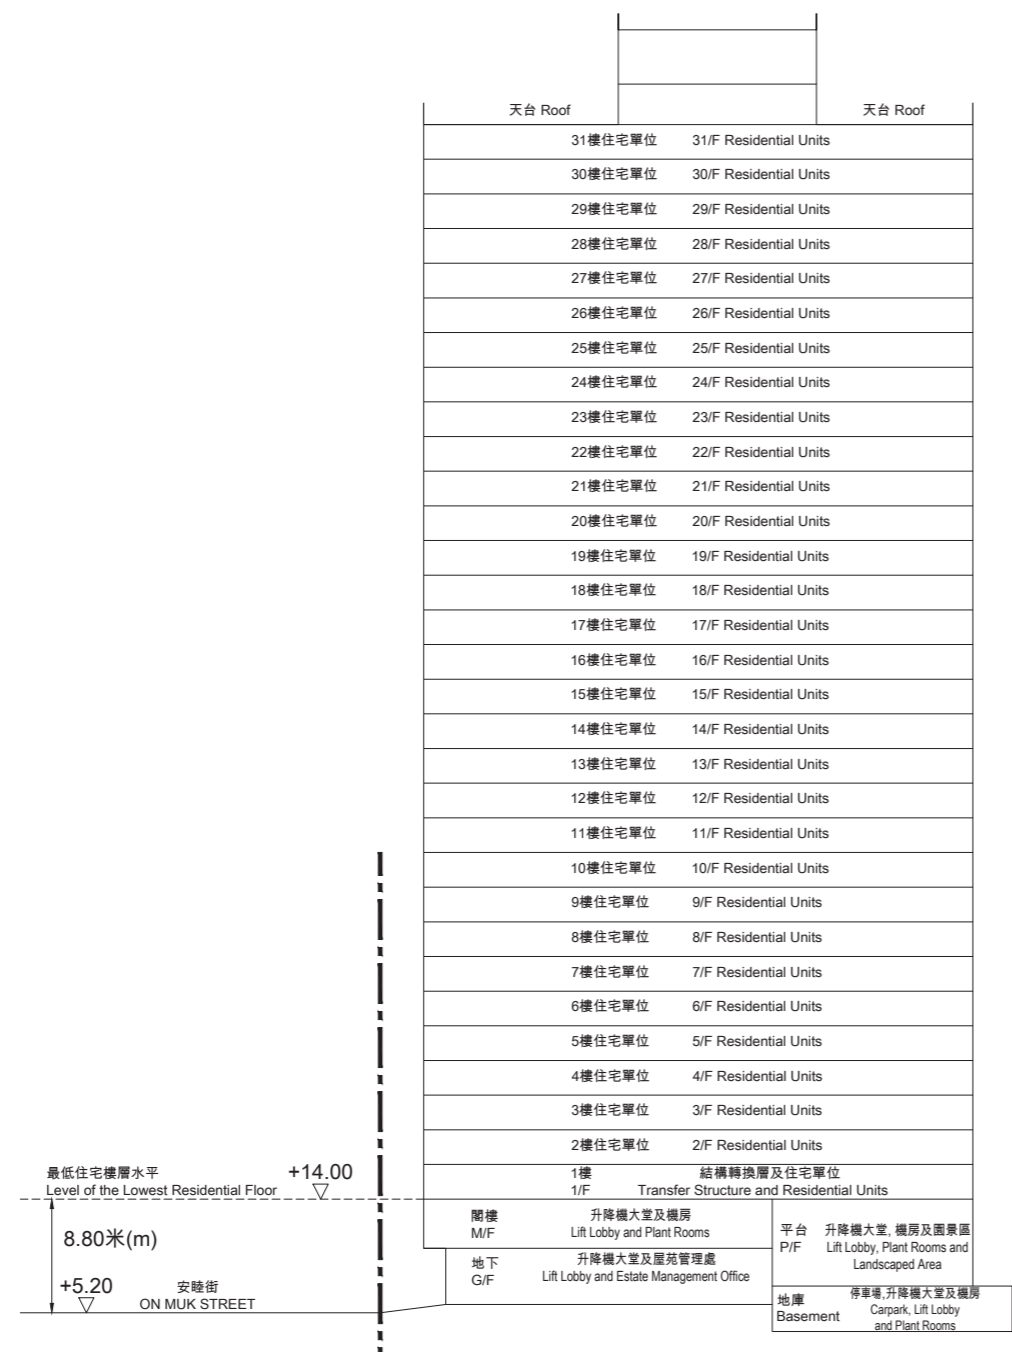 天台 Roof 天台 Roof
31樓住宅單位 31/F Residential Units
30樓住宅單位 30/F Residential Units
29樓住宅單位 29/F Residential Units
28樓住宅單位 28/F Residential Units
27樓住宅單位 27/F Residential Units
26樓住宅單位 26/F Residential Units
25樓住宅單位 25/F Residential Units
24樓住宅單位 24/F Residential Units
23樓住宅單位 23/F Residential Units
22樓住宅單位 22/F Residential Units
21樓住宅單位 21/F Residential Units
20樓住宅單位 20/F Residential Units
19樓住宅單位 19/F Residential Units
18樓住宅單位 18/F Residential Units
17樓住宅單位 17/F Residential Units
16樓住宅單位 16/F Residential Units
15樓住宅單位 15/F Residential Units
14樓住宅單位 14/F Residential Units
13樓住宅單位 13/F Residential Units
12樓住宅單位 12/F Residential Units
11樓住宅單位 11/F Residential Units
10樓住宅單位 10/F Residential Units
9樓住宅單位 9/F Residential Units
8樓住宅單位 8/F Residential Units
7樓住宅單位 7/F Residential Units
6樓住宅單位 6/F Residential Units
5樓住宅單位 5/F Residential Units
4樓住宅單位 4/F Residential Units
3樓住宅單位 3/F Residential Units
2樓住宅單位 2/F Residential Units
1樓 結構轉換層及住宅單位
1/F Transfer Structure and Residential Units
最低住宅樓層水平 +14.00
Level of the Lowest Residential Floor
8.80米(m)
+5.20 安睦街
ON MUK STREET
閣樓 升降機大堂及機房
M/F Lift Lobby and Plant Rooms
地下 升降機大堂及屋苑管理處
G/F Lift Lobby and Estate Management Office
平台 升降機大堂, 機房及園景區
P/F Lift Lobby, Plant Rooms and
Landscaped Area
地庫 停車場,升降機大堂及機房
Basement Carpark, Lift Lobby
and Plant Rooms